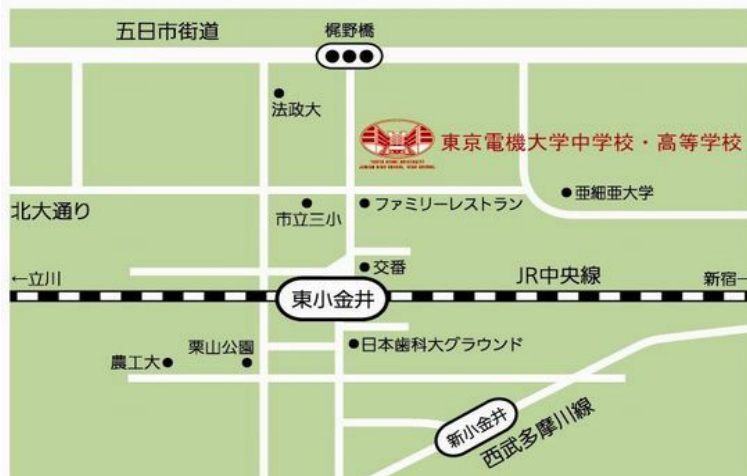 五日市街道
梶野橋
法政大
東京電機大学中学校・高等学校
北大通り
市立三小
ファミリーレストラン
亜細亜大学
←立川
交番
JR中央線
新宿→
東小金井
栗山公園
日本歯科大グラウンド
農工大
新小金井
西武多摩川線